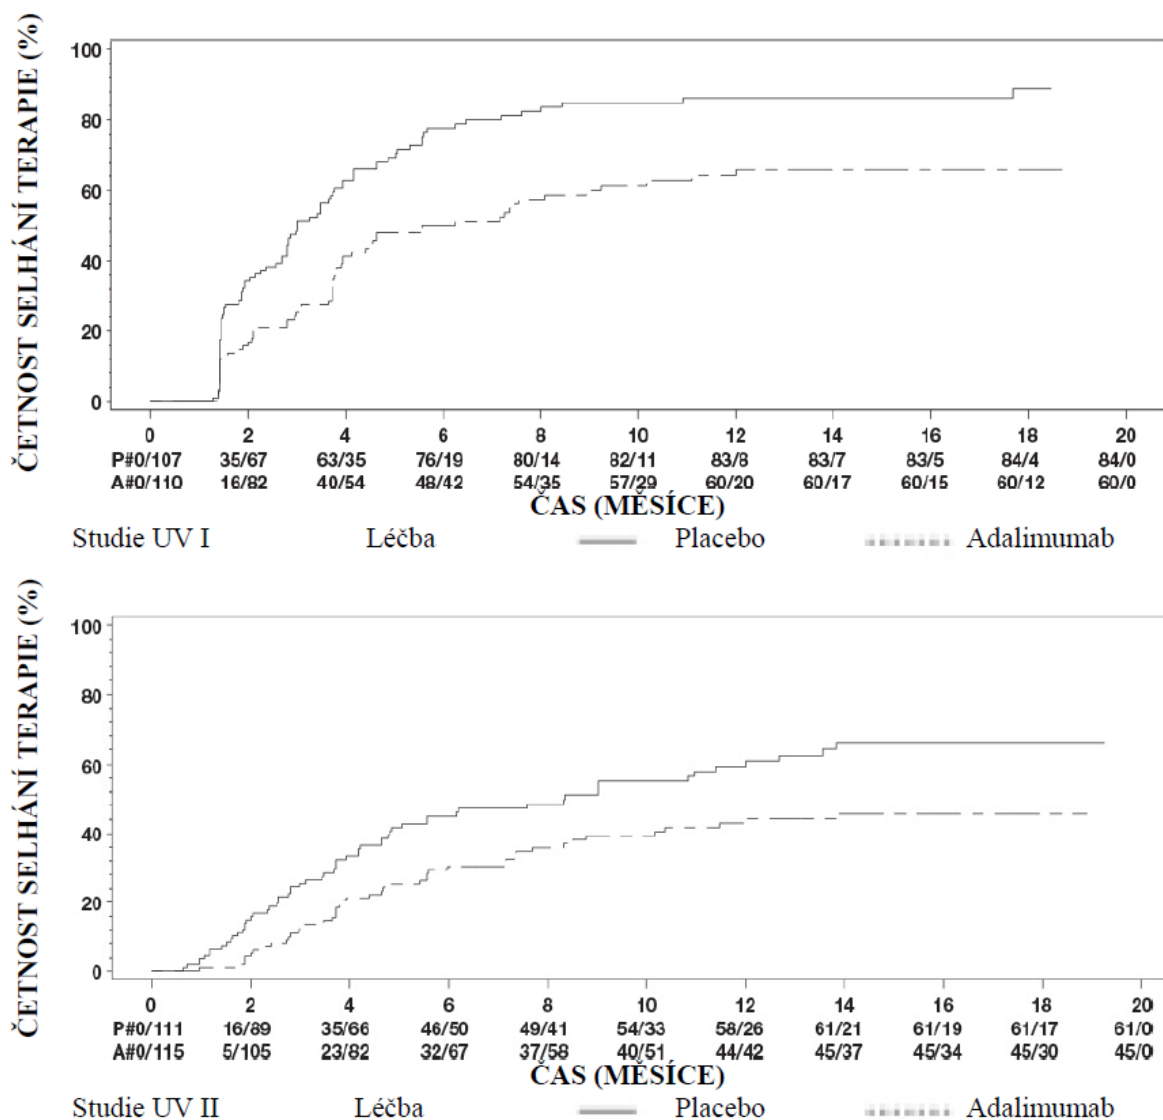 ČETNOST SELHÁNÍ TERAPIE (%)
100
80
60
40
20
0
0 2 4 6 8 10 12 14 16 18 20
P#0/107 35/67 63/35 76/19 80/14 82/11 83/8 83/7 83/5 84/4 84/0
A#0/110 16/82 40/54 48/42 54/35 57/29 60/20 60/17 60/15 60/12 60/0
ČAS (MĚSÍCE)
Studie UV I Léčba Placebo Adalimumab
ČETNOST SELHÁNÍ TERAPIE (%)
100
80
60
40
20
0
0 2 4 6 8 10 12 14 16 18 20
P#0/111 16/89 35/66 46/50 49/41 54/33 58/26 61/21 61/19 61/17 61/0
A#0/115 5/105 23/82 32/67 37/58 40/51 44/42 45/37 45/34 45/30 45/0
ČAS (MĚSÍCE)
Studie UV II Léčba Placebo Adalimumab